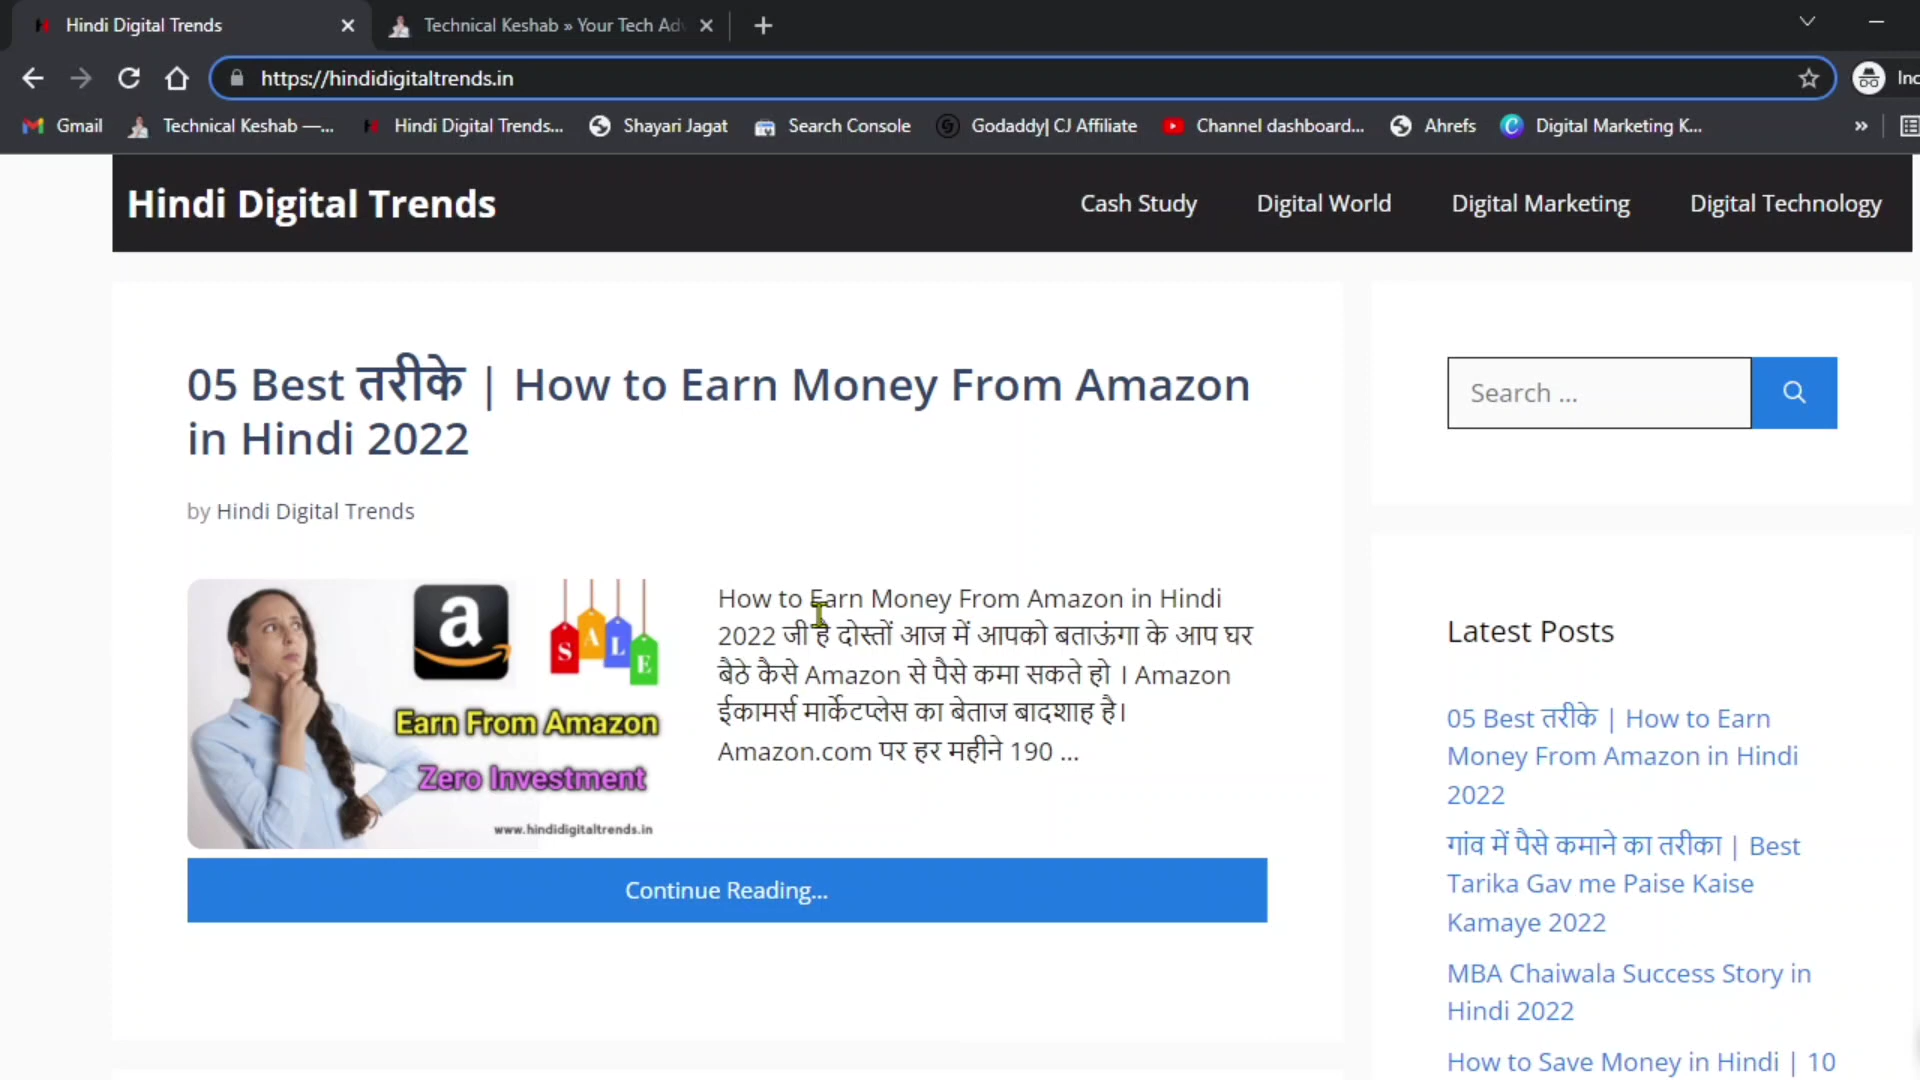 Hindi Digital Trends
Technical Keshab » Your Tech Adv
https://hindidigitaltrends.in
Inc
Gmail
Technical Keshab —...
Hindi Digital Trends...
Shayari Jagat
Search Console
Godaddy| CJ Affiliate
Channel dashboard...
Ahrefs
Digital Marketing K...
»
Hindi Digital Trends
Cash Study
Digital World
Digital Marketing
Digital Technology
05 Best तरीके | How to Earn Money From Amazon
in Hindi 2022
by Hindi Digital Trends
a
SALE
Earn From Amazon
Zero Investment
www.hindidigitaltrends.in
How to Earn Money From Amazon in Hindi
2022 जी है दोस्तों आज में आपको बताऊंगा के आप घर
बैठे कैसे Amazon से पैसे कमा सकते हो । Amazon
ईकामर्स मार्केटप्लेस का बेताज बादशाह है।
Amazon.com पर हर महीने 190 ...
Continue Reading...
Search ...
Latest Posts
05 Best तरीके | How to Earn
Money From Amazon in Hindi
2022
गांव में पैसे कमाने का तरीका | Best
Tarika Gav me Paise Kaise
Kamaye 2022
MBA Chaiwala Success Story in
Hindi 2022
How to Save Money in Hindi | 10